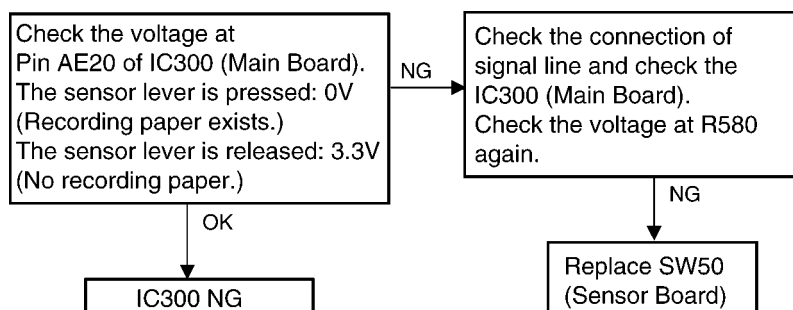 Check the voltage at
Pin AE20 of IC300 (Main Board).
The sensor lever is pressed: 0V
(Recording paper exists.)
The sensor lever is released: 3.3V
(No recording paper.)
NG
Check the connection of
signal line and check the
IC300 (Main Board).
Check the voltage at R580
again.
OK
NG
IC300 NG
Replace SW50
(Sensor Board)